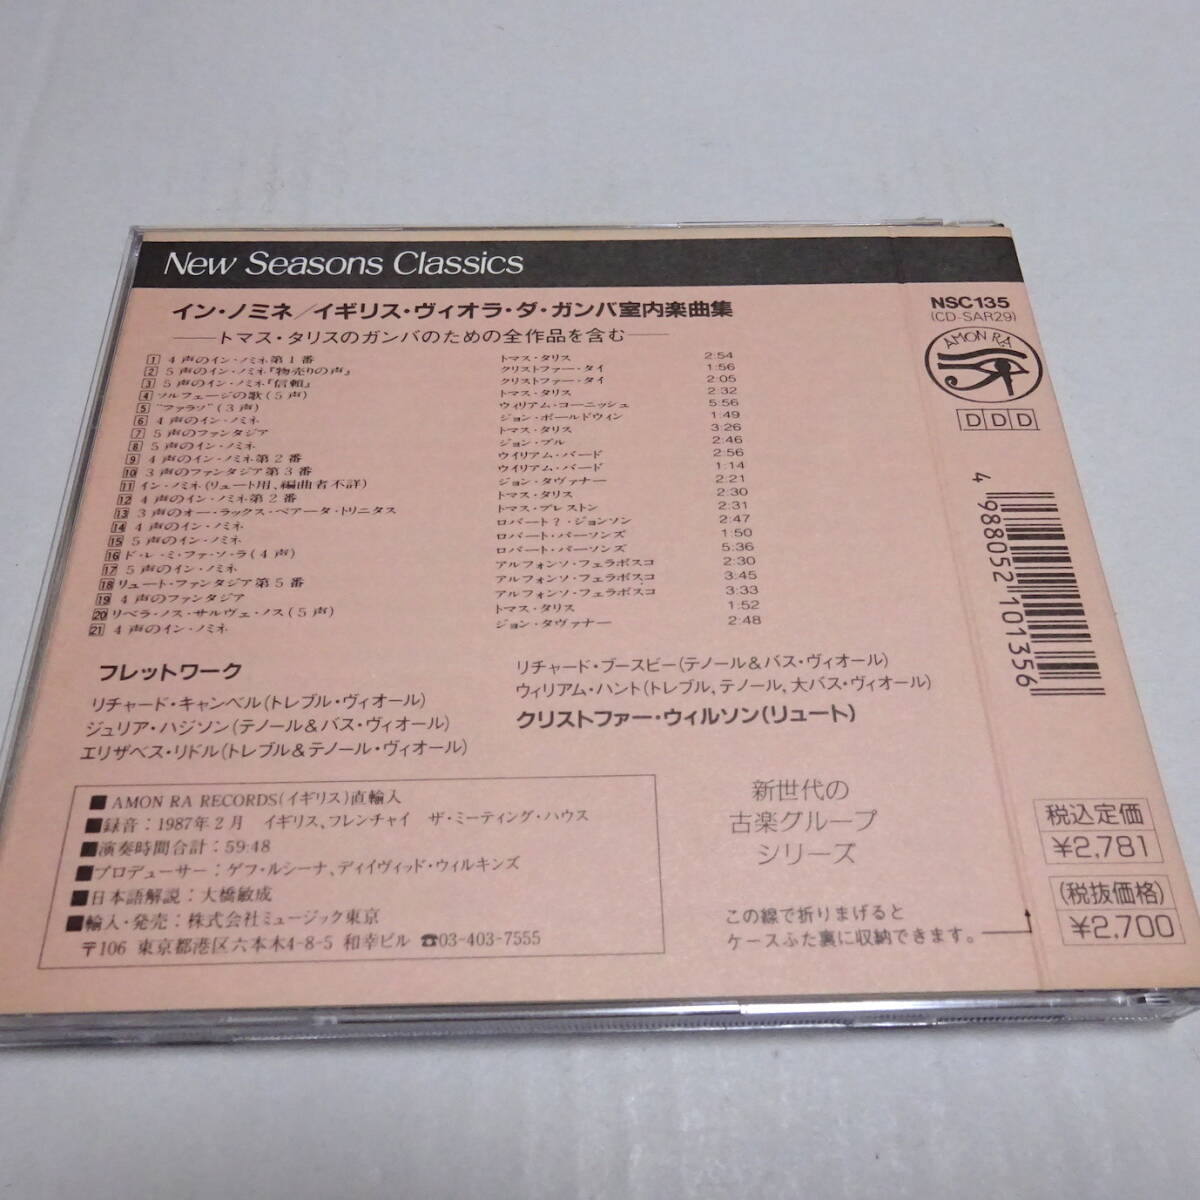 New Seasons Classics
イン・ノミネ/イギリス・ヴィオラ・ダ・ガンバ室内楽曲集
——トマス・タリスのガンバのための全作品を含む——
1 4声のイン・ノミネ第1番 トマス・タリス 2:54
2 5声のイン・ノミネ『物売りの声』 クリストファー・タイ 1:56
3 5声のイン・ノミネ『信頼』 クリストファー・タイ 2:05
4 ソルフェージの歌(5声) トマス・タリス 2:32
5 "ファラソ"(3声) ウィリアム・コーニッシュ 5:56
6 4声のイン・ノミネ ジョン・ボールドウィン 1:49
7 5声のファンタジア トマス・タリス 3:26
8 5声のイン・ノミネ ジョン・ブル 2:46
9 4声のイン・ノミネ第2番 ウイリアム・バード 2:56
10 3声のファンタジア第3番 ウイリアム・バード 1:14
11 イン・ノミネ(リュート用、編曲者不詳) ジョン・タヴァナー 2:21
12 4声のイン・ノミネ第2番 トマス・タリス 2:30
13 3声のオー・ラックス・ベアータ・トリニタス トマス・プレストン 2:31
14 4声のイン・ノミネ ロバート?・ジョンソン 2:47
15 5声のイン・ノミネ ロバート・パーソンズ 1:50
16 ド・レ・ミ・ファ・ソ・ラ(4声) ロバート・パーソンズ 5:36
17 5声のイン・ノミネ アルフォンソ・フェラボスコ 2:30
18 リュート・ファンタジア第5番 アルフォンソ・フェラボスコ 3:45
19 4声のファンタジア アルフォンソ・フェラボスコ 3:33
20 リベラ・ノス・サルヴェ・ノス(5声) トマス・タリス 1:52
21 4声のイン・ノミネ ジョン・タヴァナー 2:48
フレットワーク
リチャード・キャンベル(トレブル・ヴィオール)
ジュリア・ハジソン(テノール&バス・ヴィオール)
エリザベス・リドル(トレブル&テノール・ヴィオール)
リチャード・ブースビー(テノール&バス・ヴィオール)
ウィリアム・ハント(トレブル、テノール、大バス・ヴィオール)
クリストファー・ウィルソン(リュート)
■AMON RA RECORDS(イギリス)直輸入
■録音:1987年2月 イギリス、フレンチャイ ザ・ミーティング・ハウス
■演奏時間合計:59:48
■プロデューサー:ゲフ・ルシーナ、ディイヴィッド・ウィルキンズ
■日本語解説:大橋敏成
■輸入・発売:株式会社ミュージック東京
〒106 東京都港区六本木4-8-5 和幸ビル ☎03-403-7555
新世代の
古楽グループ
シリーズ
この線で折りまげると
ケースふた裏に収納できます。
NSC135
(CD-SAR29)
AMON RA
DDD
4 988052 101356
税込定価
¥2,781
(税抜価格)
¥2,700